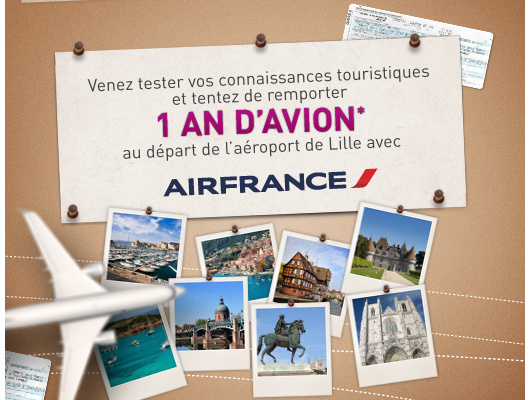 Venez tester vos connaissances touristiques
et tentez de remporter
1 AN D'AVION*
au départ de l'aéroport de Lille avec
AIRFRANCE